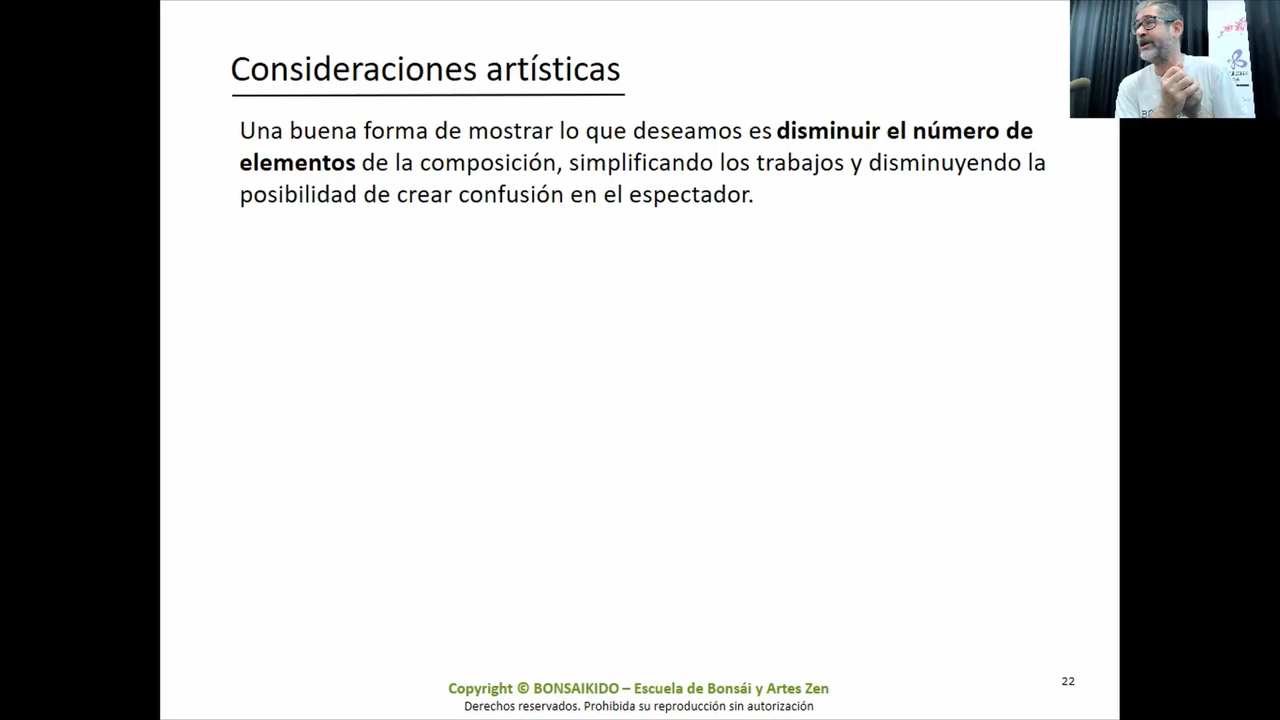 Consideraciones artísticas
Una buena forma de mostrar lo que deseamos es disminuir el número de
elementos de la composición, simplificando los trabajos y disminuyendo la
posibilidad de crear confusión en el espectador.
22
Copyright © BONSAIKIDO – Escuela de Bonsái y Artes Zen
Derechos reservados. Prohibida su reproducción sin autorización